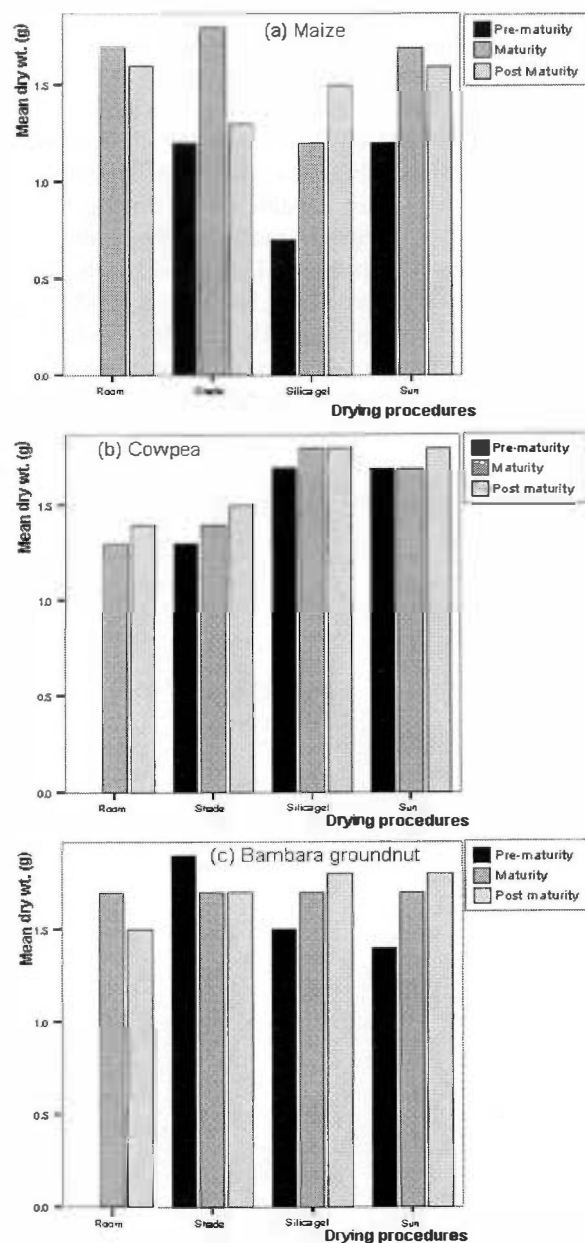 (a) Maize
Pre-maturity
Maturity
Post Maturity
Mean dry wt. (g)
1.5
1.0
0.5
0.0
Room
Shade
Silica gel
Sun
Drying procedures
(b) Cowpea
Pre-maturity
Maturity
Post maturity
Mean dry wt. (g)
1.5
1.0
0.5
0.0
Room
Shade
Silica gel
Sun
Drying procedures
(c) Bambara groundnut
Pre-maturity
Maturity
Post maturity
Mean dry wt. (g)
1.5
1.0
0.5
0.0
Room
Shade
Silica gel
Sun
Drying procedures